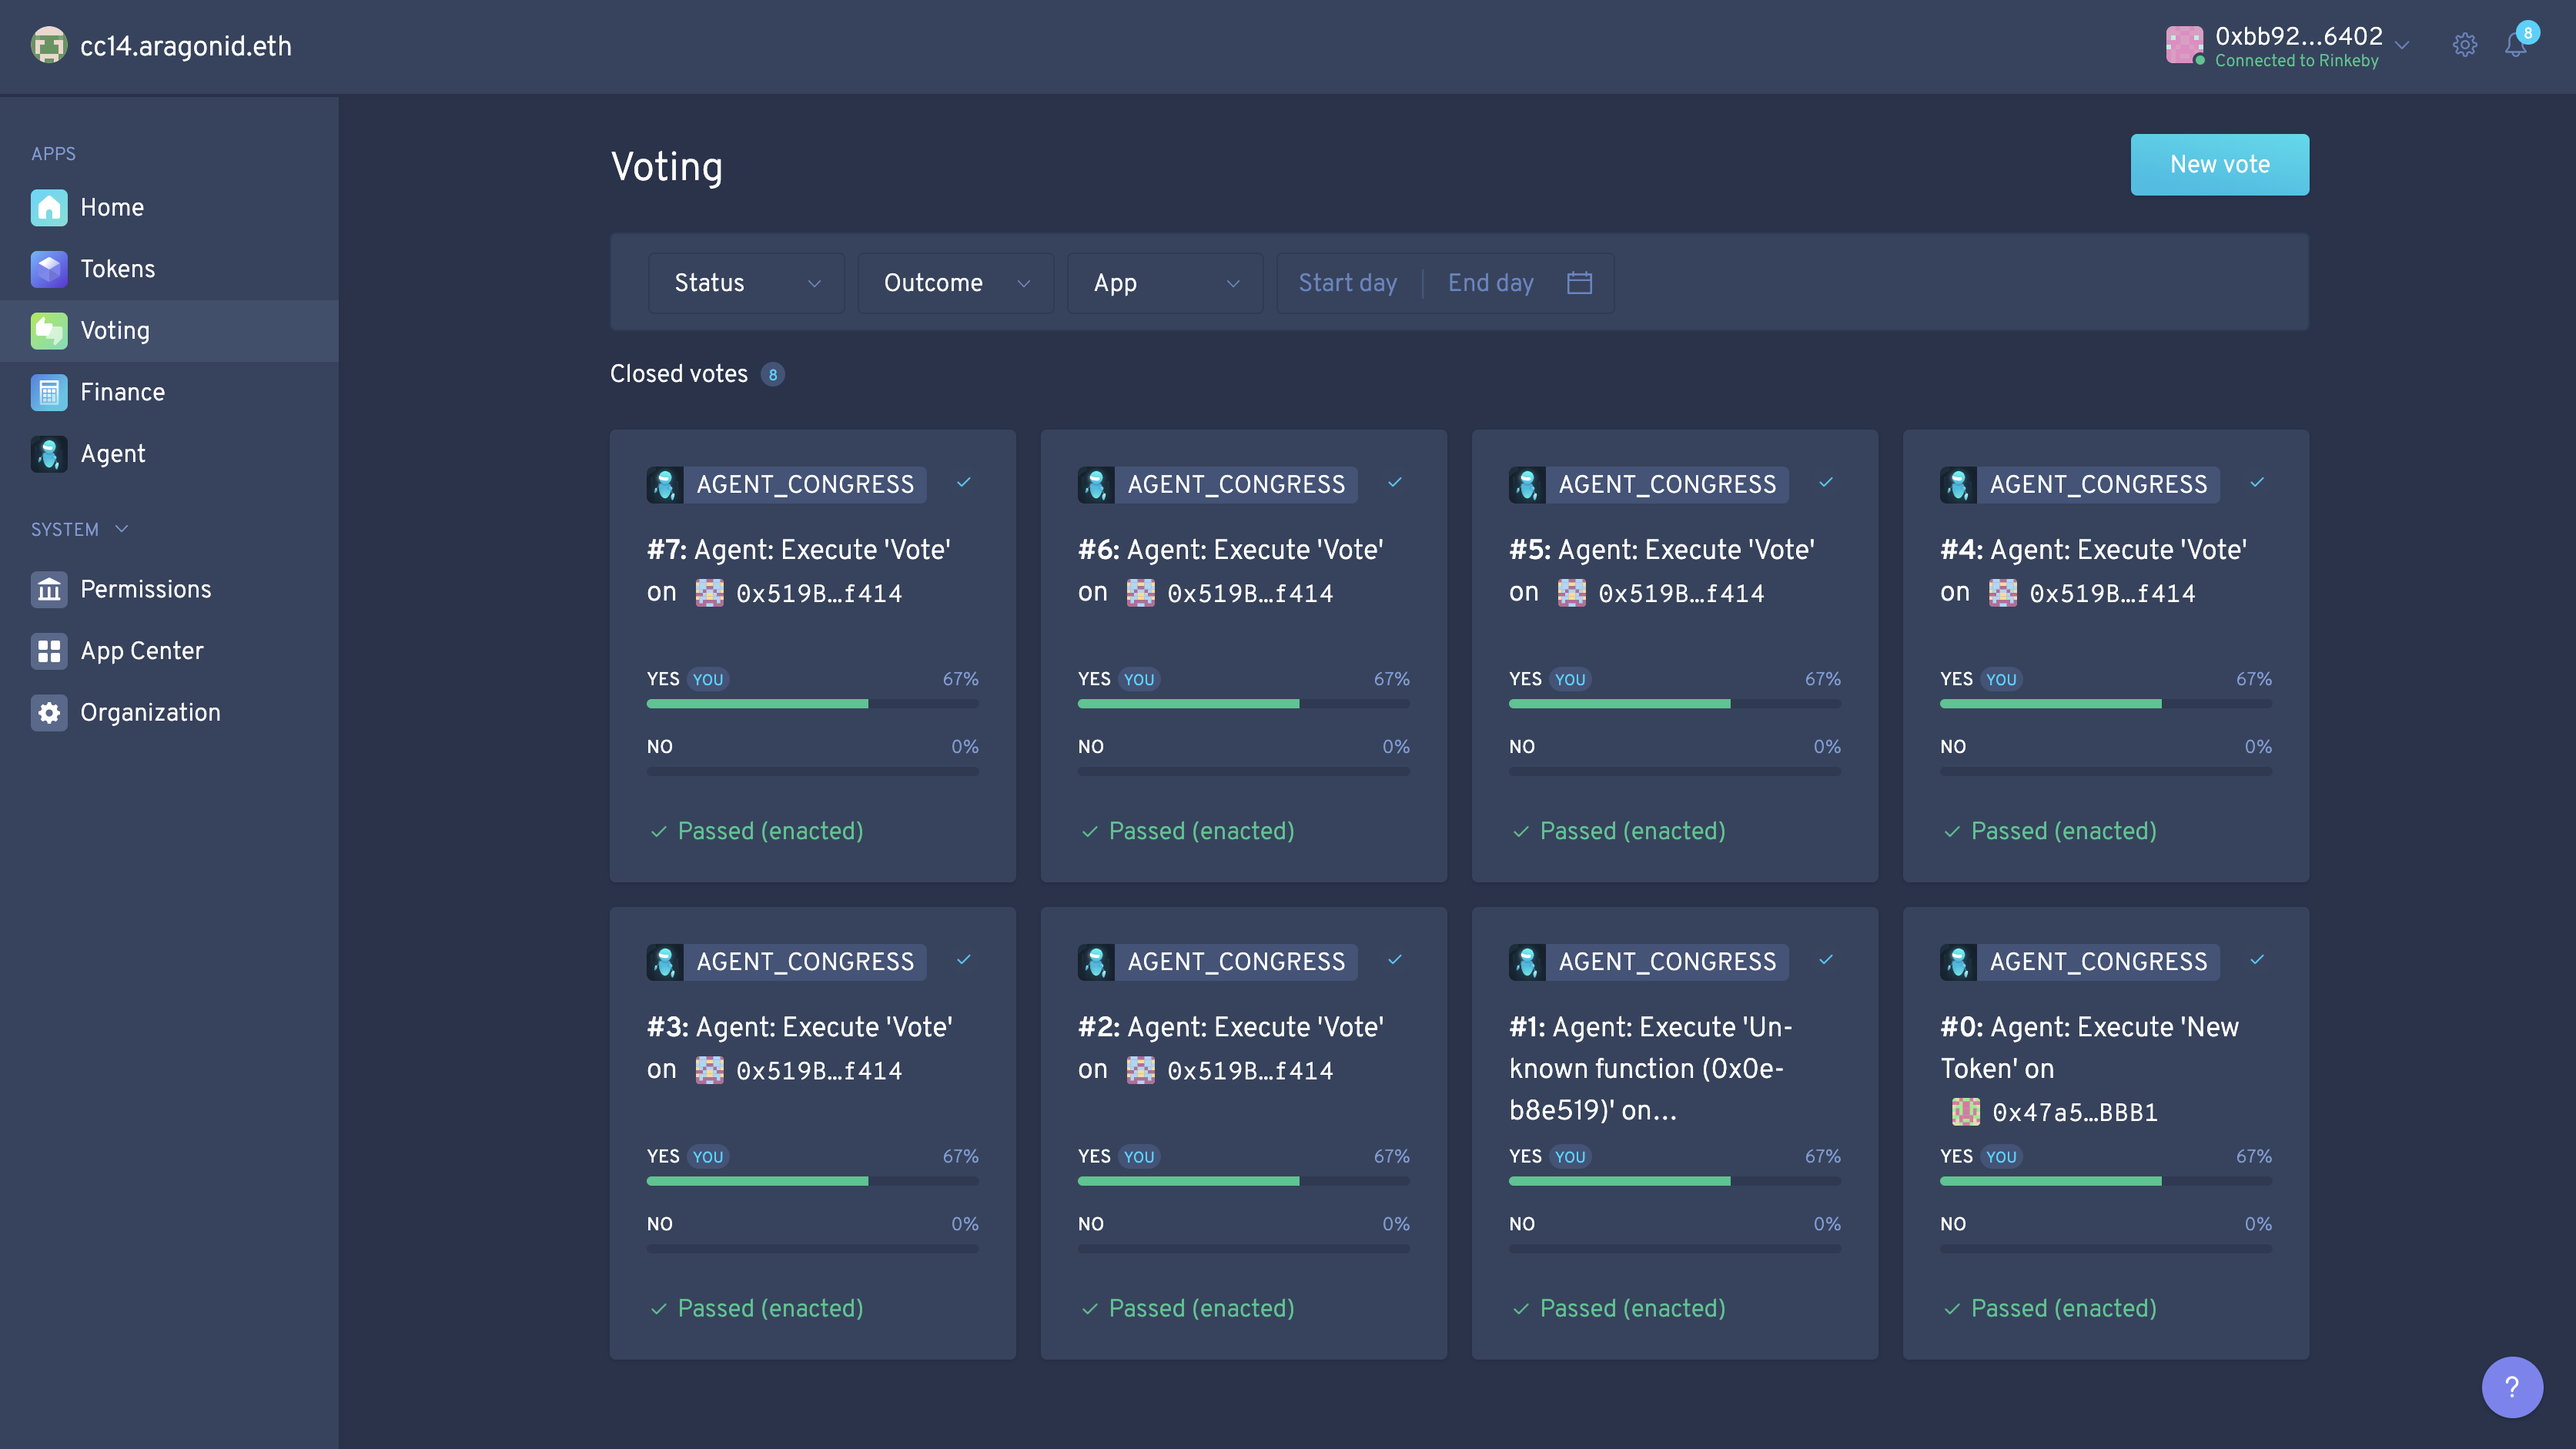 cc14.aragonid.eth
0xbb92...6402
Connected to Rinkeby
8
APPS
Home
Tokens
Voting
Finance
Agent
SYSTEM
Permissions
App Center
Organization
Voting
New vote
Status
Outcome
App
Start day
End day
Closed votes 8
AGENT_CONGRESS
#7: Agent: Execute 'Vote'
on 0x519B…f414
YES YOU 67%
NO 0%
Passed (enacted)
AGENT_CONGRESS
#6: Agent: Execute 'Vote'
on 0x519B…f414
YES YOU 67%
NO 0%
Passed (enacted)
AGENT_CONGRESS
#5: Agent: Execute 'Vote'
on 0x519B…f414
YES YOU 67%
NO 0%
Passed (enacted)
AGENT_CONGRESS
#4: Agent: Execute 'Vote'
on 0x519B…f414
YES YOU 67%
NO 0%
Passed (enacted)
AGENT_CONGRESS
#3: Agent: Execute 'Vote'
on 0x519B…f414
YES YOU 67%
NO 0%
Passed (enacted)
AGENT_CONGRESS
#2: Agent: Execute 'Vote'
on 0x519B…f414
YES YOU 67%
NO 0%
Passed (enacted)
AGENT_CONGRESS
#1: Agent: Execute 'Un-
known function (0x0e-
b8e519)' on...
YES YOU 67%
NO 0%
Passed (enacted)
AGENT_CONGRESS
#0: Agent: Execute 'New
Token' on
0x47a5…BBB1
YES YOU 67%
NO 0%
Passed (enacted)
?